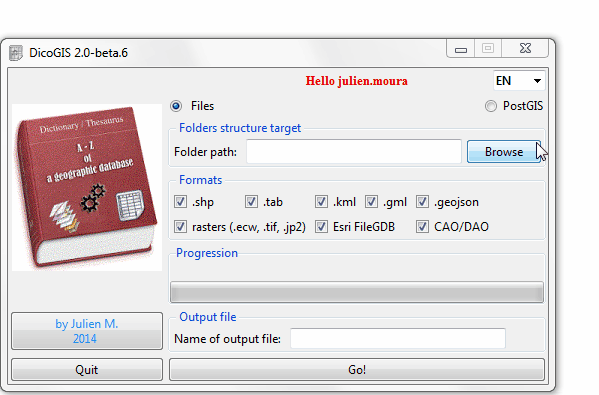 DicoGIS 2.0-beta.6
Hello julien.moura
EN
Dictionary / Thesaurus
A - Z
of
a geographic database
Files
PostGIS
Folders structure target
Folder path:
Browse
Formats
.shp
.tab
.kml
.gml
.geojson
rasters (.ecw, .tif, .jp2)
Esri FileGDB
CAO/DAO
Progression
by Julien M.
2014
Output file
Name of output file:
Quit
Go!